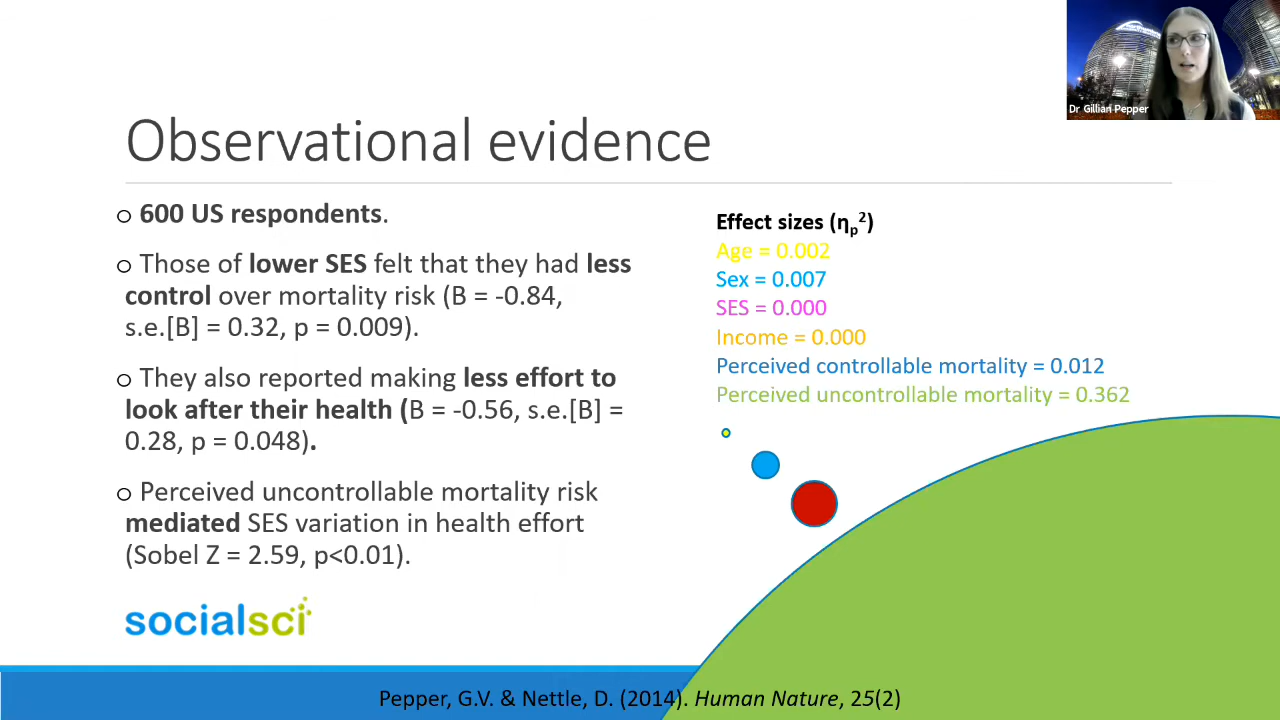 Dr Gillian Pepper
Observational evidence
o 600 US respondents.
o Those of lower SES felt that they had less
control over mortality risk (B = -0.84,
s.e.[B] = 0.32, p = 0.009).
o They also reported making less effort to
look after their health (B = -0.56, s.e.[B] =
0.28, p = 0.048).
o Perceived uncontrollable mortality risk
mediated SES variation in health effort
(Sobel Z = 2.59, p<0.01).
socialsci
Effect sizes (ηp²)
Age = 0.002
Sex = 0.007
SES = 0.000
Income = 0.000
Perceived controllable mortality = 0.012
Perceived uncontrollable mortality = 0.362
Pepper, G.V. & Nettle, D. (2014). Human Nature, 25(2)